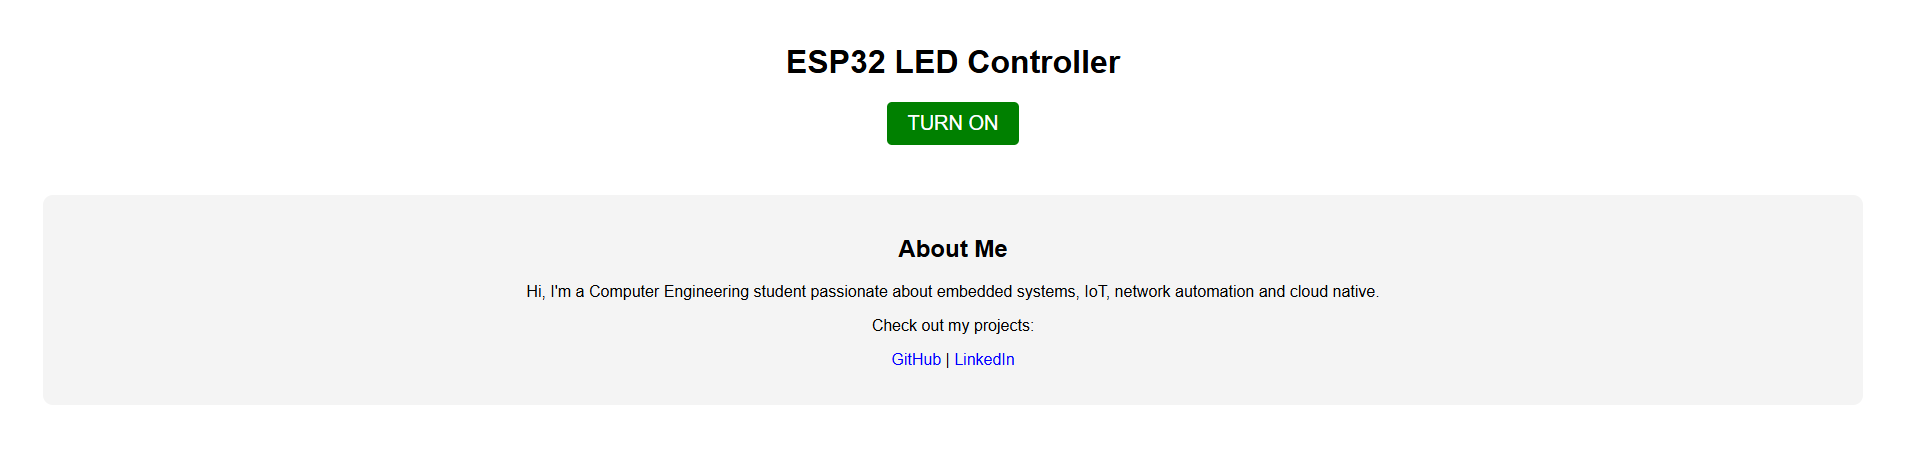 ESP32 LED Controller
TURN ON
About Me
Hi, I'm a Computer Engineering student passionate about embedded systems, IoT, network automation and cloud native.
Check out my projects:
GitHub | LinkedIn